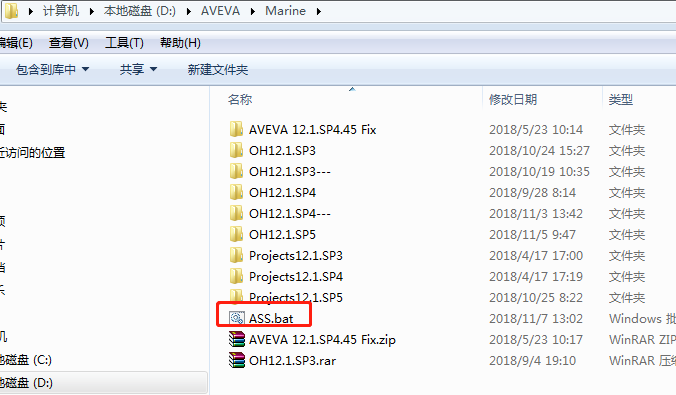 计算机 本地磁盘 (D:) AVEVA Marine
编辑(E) 查看(V) 工具(T) 帮助(H)
包含到库中 共享 新建文件夹
名称 修改日期 类型
夹 AVEVA 12.1.SP4.45 Fix 2018/5/23 10:14 文件夹
面 OH12.1.SP3 2018/10/24 15:27 文件夹
近访问的位置 OH12.1.SP3--- 2018/10/19 10:35 文件夹
OH12.1.SP4 2018/9/28 8:14 文件夹
OH12.1.SP4--- 2018/11/3 13:42 文件夹
OH12.1.SP5 2018/11/5 9:47 文件夹
Projects12.1.SP3 2018/4/17 17:00 文件夹
Projects12.1.SP4 2018/4/17 17:19 文件夹
Projects12.1.SP5 2018/10/25 8:22 文件夹
ASS.bat 2018/11/7 13:02 Windows 批
AVEVA 12.1.SP4.45 Fix.zip 2018/5/23 10:17 WinRAR ZIP
地磁盘 (C:) OH12.1.SP3.rar 2018/9/4 19:10 WinRAR 压缩
地磁盘 (D:)